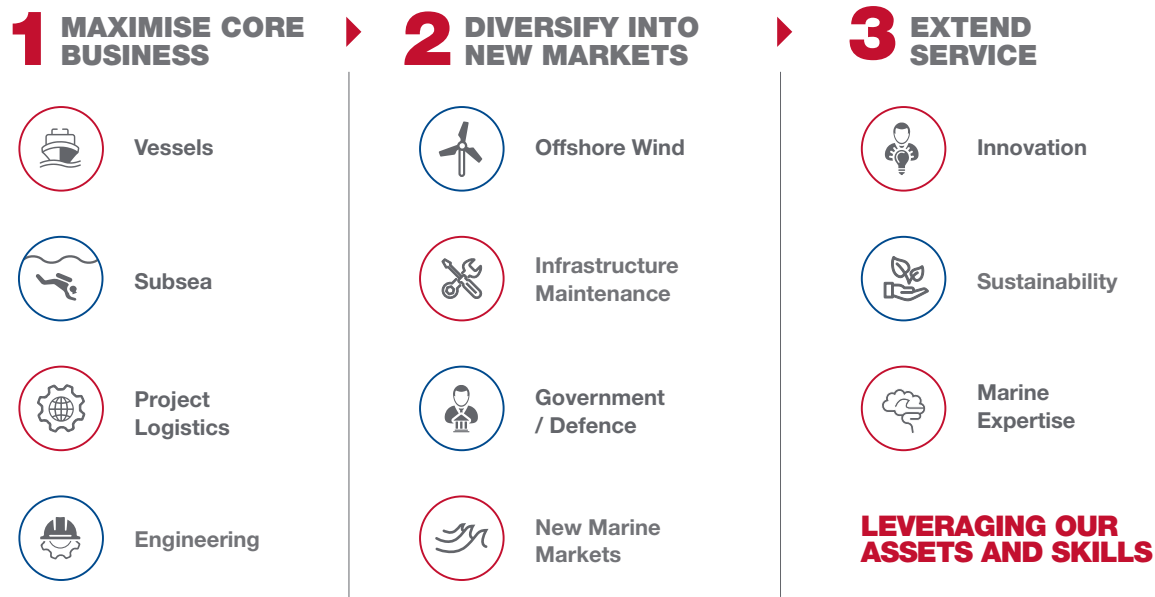 1 MAXIMISE CORE
BUSINESS
Vessels
Subsea
Project
Logistics
Engineering
2 DIVERSIFY INTO
NEW MARKETS
Offshore Wind
Infrastructure
Maintenance
Government
/ Defence
New Marine
Markets
3 EXTEND
SERVICE
Innovation
Sustainability
Marine
Expertise
LEVERAGING OUR
ASSETS AND SKILLS